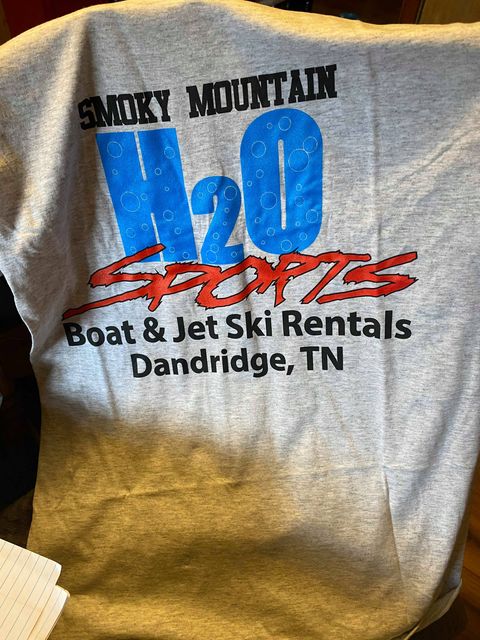 SMOKY MOUNTAIN
H2O
SPORTS
Boat & Jet Ski Rentals
Dandridge, TN